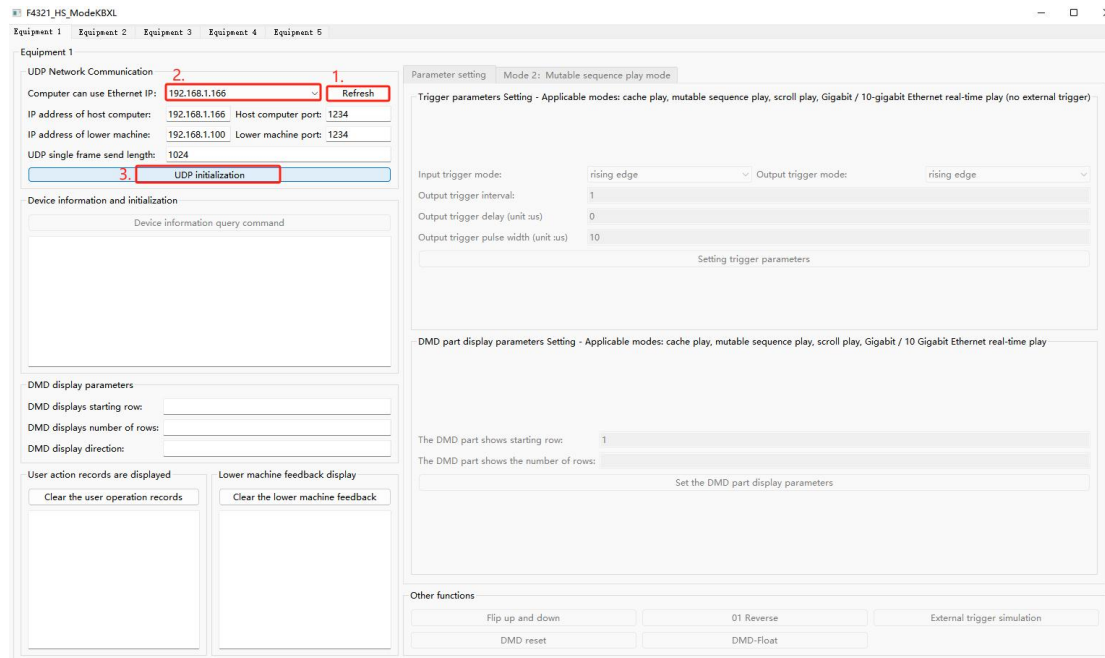 F4321_HS_ModeKBXL
Equipment 1 Equipment 2 Equipment 3 Equipment 4 Equipment 5
Equipment 1
UDP Network Communication
2.
1.
Computer can use Ethernet IP: 192.168.1.166 Refresh
IP address of host computer: 192.168.1.166 Host computer port: 1234
IP address of lower machine: 192.168.1.100 Lower machine port: 1234
UDP single frame send length: 1024
3. UDP initialization
Device information and initialization
Device information query command
DMD display parameters
DMD displays starting row:
DMD displays number of rows:
DMD display direction:
User action records are displayed
Clear the user operation records
Lower machine feedback display
Clear the lower machine feedback
Parameter setting Mode 2: Mutable sequence play mode
Trigger parameters Setting - Applicable modes: cache play, mutable sequence play, scroll play, Gigabit / 10-gigabit Ethernet real-time play (no external trigger)
Input trigger mode: rising edge Output trigger mode: rising edge
Output trigger interval: 1
Output trigger delay (unit :us) 0
Output trigger pulse width (unit :us) 10
Setting trigger parameters
DMD part display parameters Setting - Applicable modes: cache play, mutable sequence play, scroll play, Gigabit / 10 Gigabit Ethernet real-time play
The DMD part shows starting row: 1
The DMD part shows the number of rows:
Set the DMD part display parameters
Other functions
Flip up and down 01 Reverse External trigger simulation
DMD reset DMD-Float